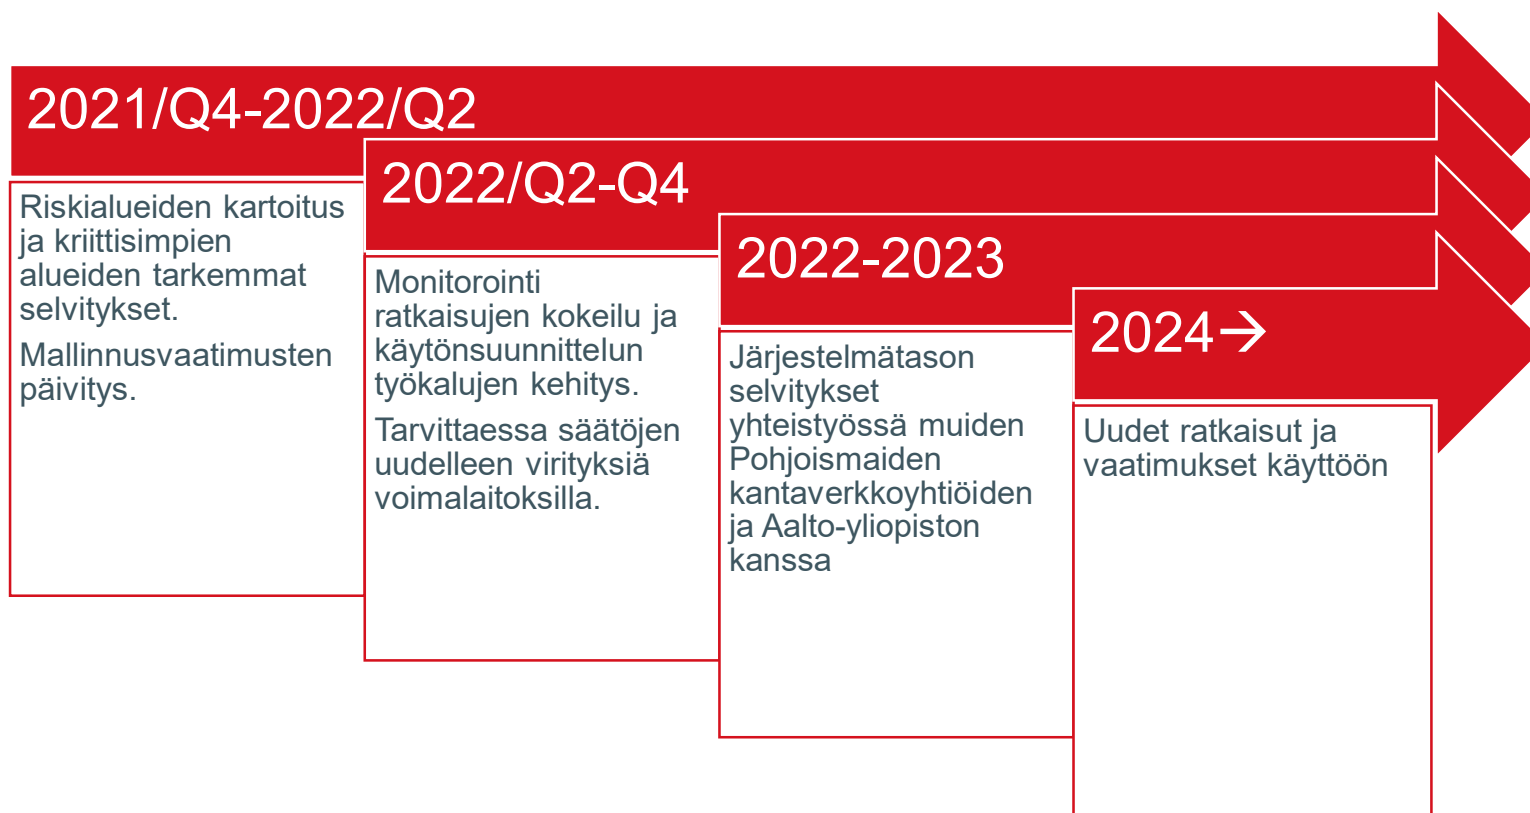 2021/Q4-2022/Q2
Riskialueiden kartoitus
ja kriittisimpien
alueiden tarkemmat
selvitykset.
Mallinnusvaatimusten
päivitys.
2022/Q2-Q4
Monitorointi
ratkaisujen kokeilu ja
käytönsuunnittelun
työkalujen kehitys.
Tarvittaessa säätöjen
uudelleen virityksiä
voimalaitoksilla.
2022-2023
Järjestelmätason
selvitykset
yhteistyössä muiden
Pohjoismaiden
kantaverkkoyhtiöiden
ja Aalto-yliopiston
kanssa
2024→
Uudet ratkaisut ja
vaatimukset käyttöön